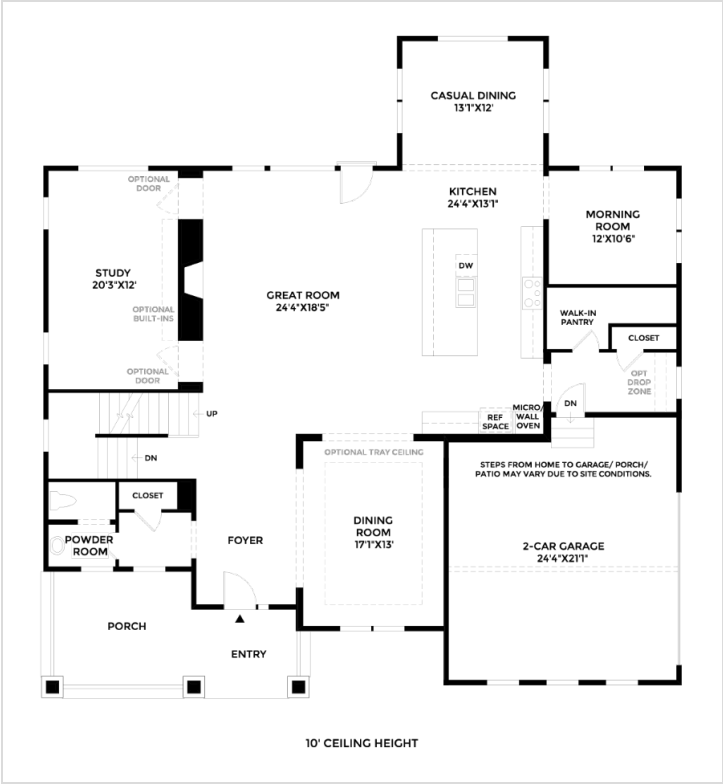 CASUAL DINING
13'1"X12'
OPTIONAL
DOOR
KITCHEN
24'4"X13'1"
MORNING
ROOM
12'X10'6"
STUDY
20'3"X12'
DW
GREAT ROOM
24'4"X18'5"
OPTIONAL
BUILT-INS
WALK-IN
PANTRY
CLOSET
OPTIONAL
DOOR
OPT
DROP
ZONE
UP
DN
MICRO/
WALL
OVEN
REF
SPACE
DN
OPTIONAL TRAY CEILING
STEPS FROM HOME TO GARAGE/ PORCH/
PATIO MAY VARY DUE TO SITE CONDITIONS.
CLOSET
POWDER
ROOM
FOYER
DINING
ROOM
17'1"X13'
2-CAR GARAGE
24'4"X21'1"
PORCH
ENTRY
10' CEILING HEIGHT